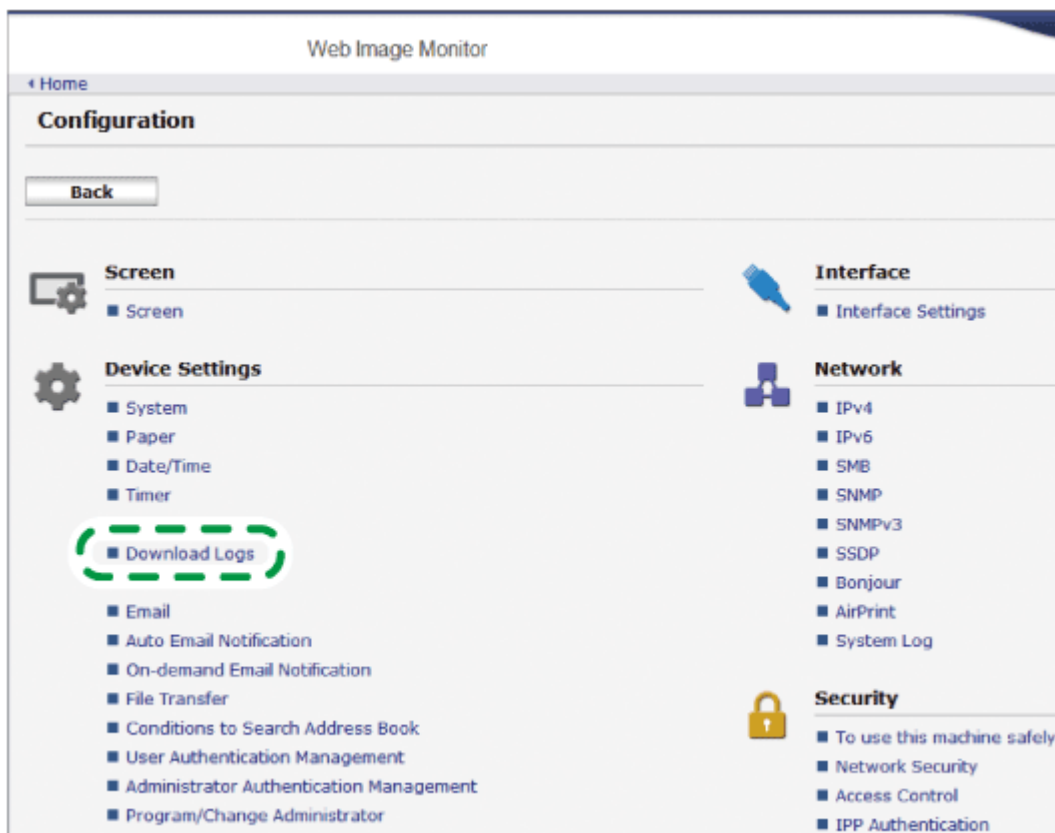 Web Image Monitor
Home
Configuration
Back
Screen
Screen
Device Settings
System
Paper
Date/Time
Timer
Download Logs
Email
Auto Email Notification
On-demand Email Notification
File Transfer
Conditions to Search Address Book
User Authentication Management
Administrator Authentication Management
Program/Change Administrator
Interface
Interface Settings
Network
IPv4
IPv6
SMB
SNMP
SNMPv3
SSDP
Bonjour
AirPrint
System Log
Security
To use this machine safely
Network Security
Access Control
IPP Authentication